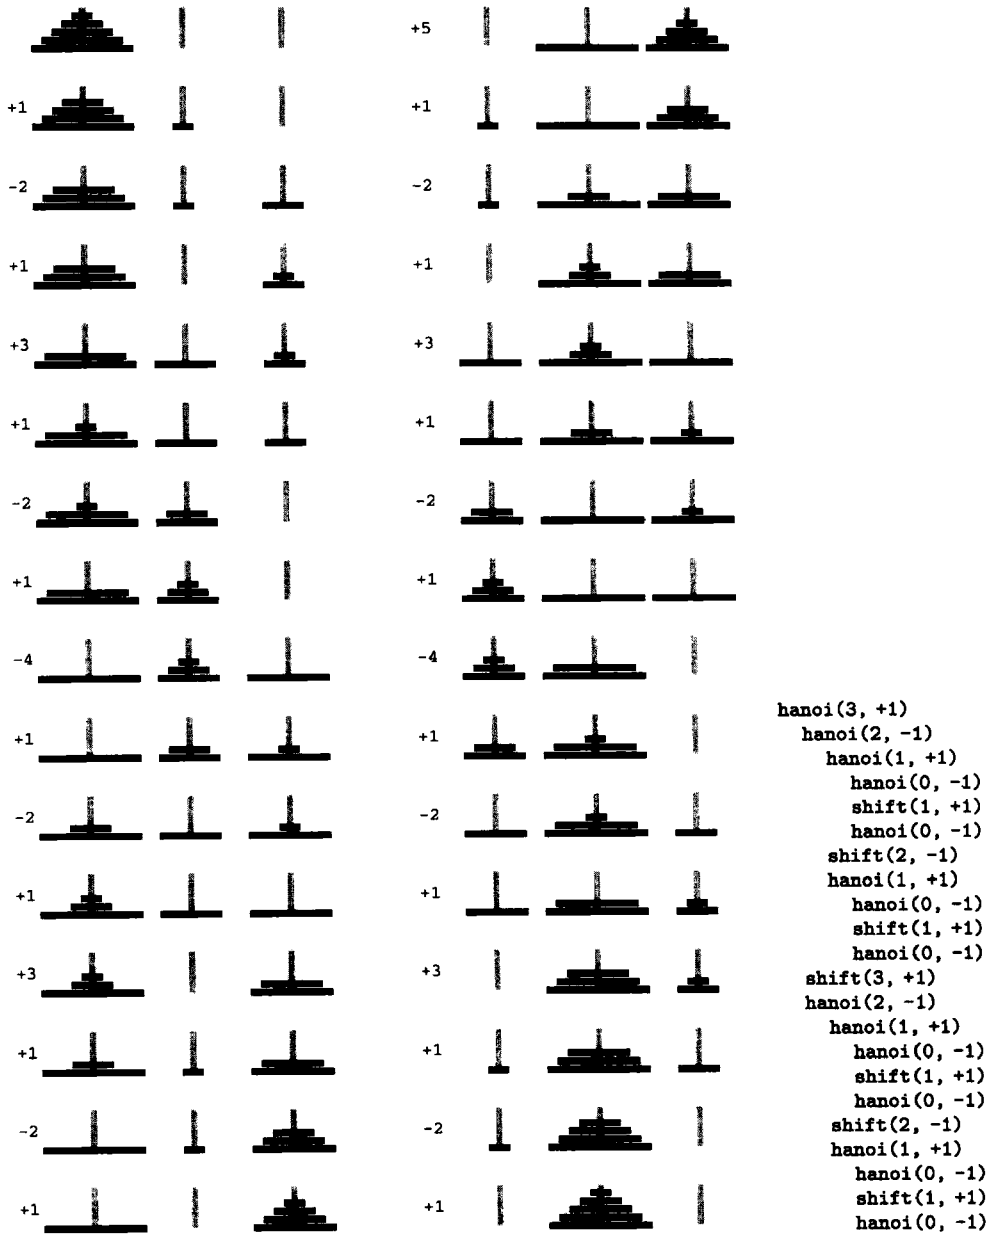 +1
-2
+1
+3
+1
-2
+1
-4
+1
-2
+1
+3
+1
-2
+1
+5
+1
-2
+1
+3
+1
-2
+1
-4
+1
-2
+1
+3
+1
-2
+1
hanoi(3, +1)
hanoi(2, -1)
hanoi(1, +1)
hanoi(0, -1)
shift(1, +1)
hanoi(0, -1)
shift(2, -1)
hanoi(1, +1)
hanoi(0, -1)
shift(1, +1)
hanoi(0, -1)
shift(3, +1)
hanoi(2, -1)
hanoi(1, +1)
hanoi(0, -1)
shift(1, +1)
hanoi(0, -1)
shift(2, -1)
hanoi(1, +1)
hanoi(0, -1)
shift(1, +1)
hanoi(0, -1)